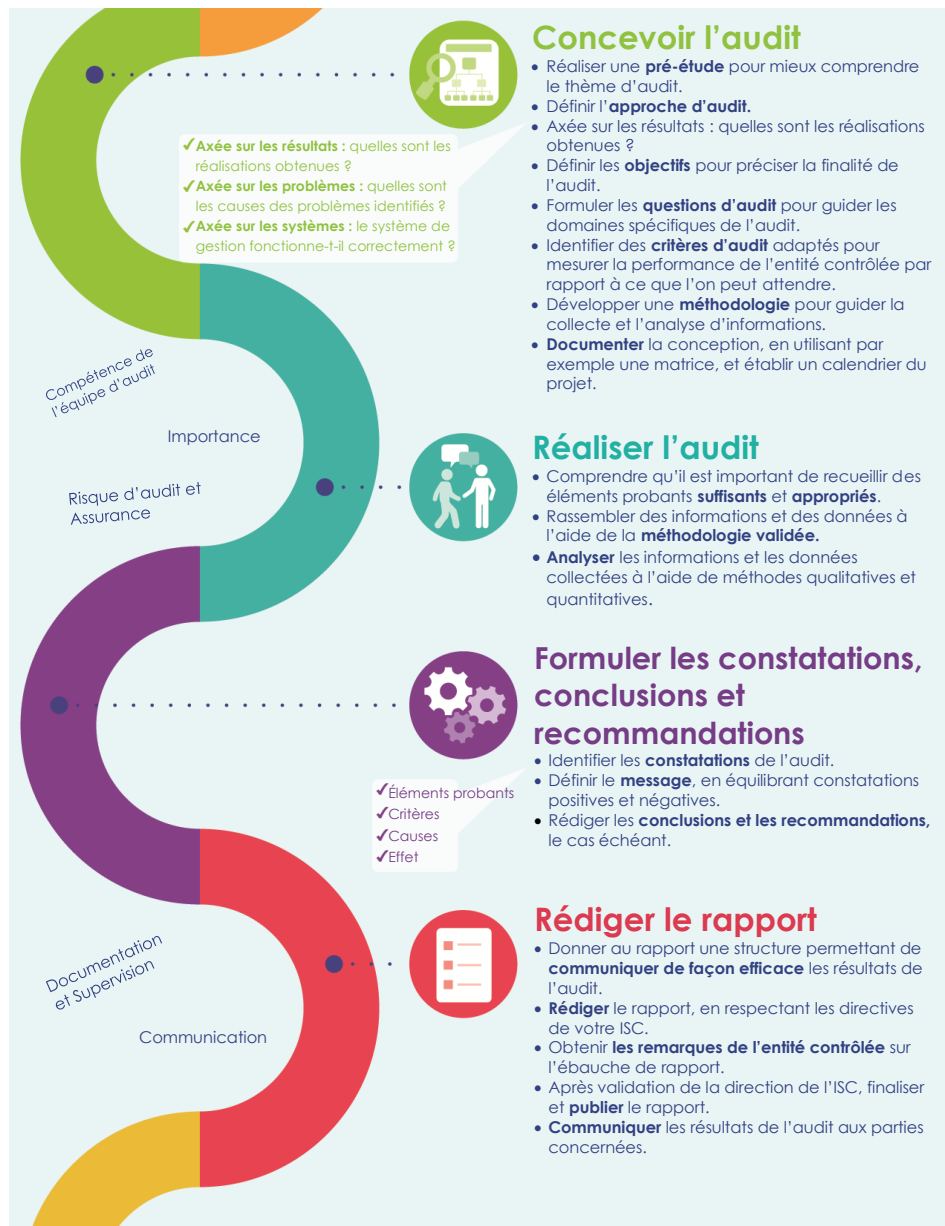 Concevoir l'audit
• Réaliser une pré-étude pour mieux comprendre
le thème d'audit.
• Définir l'approche d'audit.
• Axée sur les résultats : quelles sont les réalisations
obtenues ?
• Définir les objectifs pour préciser la finalité de
l'audit.
• Formuler les questions d'audit pour guider les
domaines spécifiques de l'audit.
• Identifier des critères d'audit adaptés pour
mesurer la performance de l'entité contrôlée par
rapport à ce que l'on peut attendre.
• Développer une méthodologie pour guider la
collecte et l'analyse d'informations.
• Documenter la conception, en utilisant par
exemple une matrice, et établir un calendrier du
projet.
✓Axée sur les résultats : quelles sont les
réalisations obtenues ?
✓Axée sur les problèmes : quelles sont
les causes des problèmes identifiés ?
✓Axée sur les systèmes : le système de
gestion fonctionne-t-il correctement ?
Compétence de
l'équipe d'audit
Importance
Risque d'audit et
Assurance
Réaliser l'audit
• Comprendre qu'il est important de recueillir des
éléments probants suffisants et appropriés.
• Rassembler des informations et des données à
l'aide de la méthodologie validée.
• Analyser les informations et les données
collectées à l'aide de méthodes qualitatives et
quantitatives.
Formuler les constatations,
conclusions et
recommandations
• Identifier les constatations de l'audit.
• Définir le message, en équilibrant constatations
positives et négatives.
• Rédiger les conclusions et les recommandations,
le cas échéant.
✓Éléments probants
✓Critères
✓Causes
✓Effet
Documentation
et Supervision
Communication
Rédiger le rapport
• Donner au rapport une structure permettant de
communiquer de façon efficace les résultats de
l'audit.
• Rédiger le rapport, en respectant les directives
de votre ISC.
• Obtenir les remarques de l'entité contrôlée sur
l'ébauche de rapport.
• Après validation de la direction de l'ISC, finaliser
et publier le rapport.
• Communiquer les résultats de l'audit aux parties
concernées.